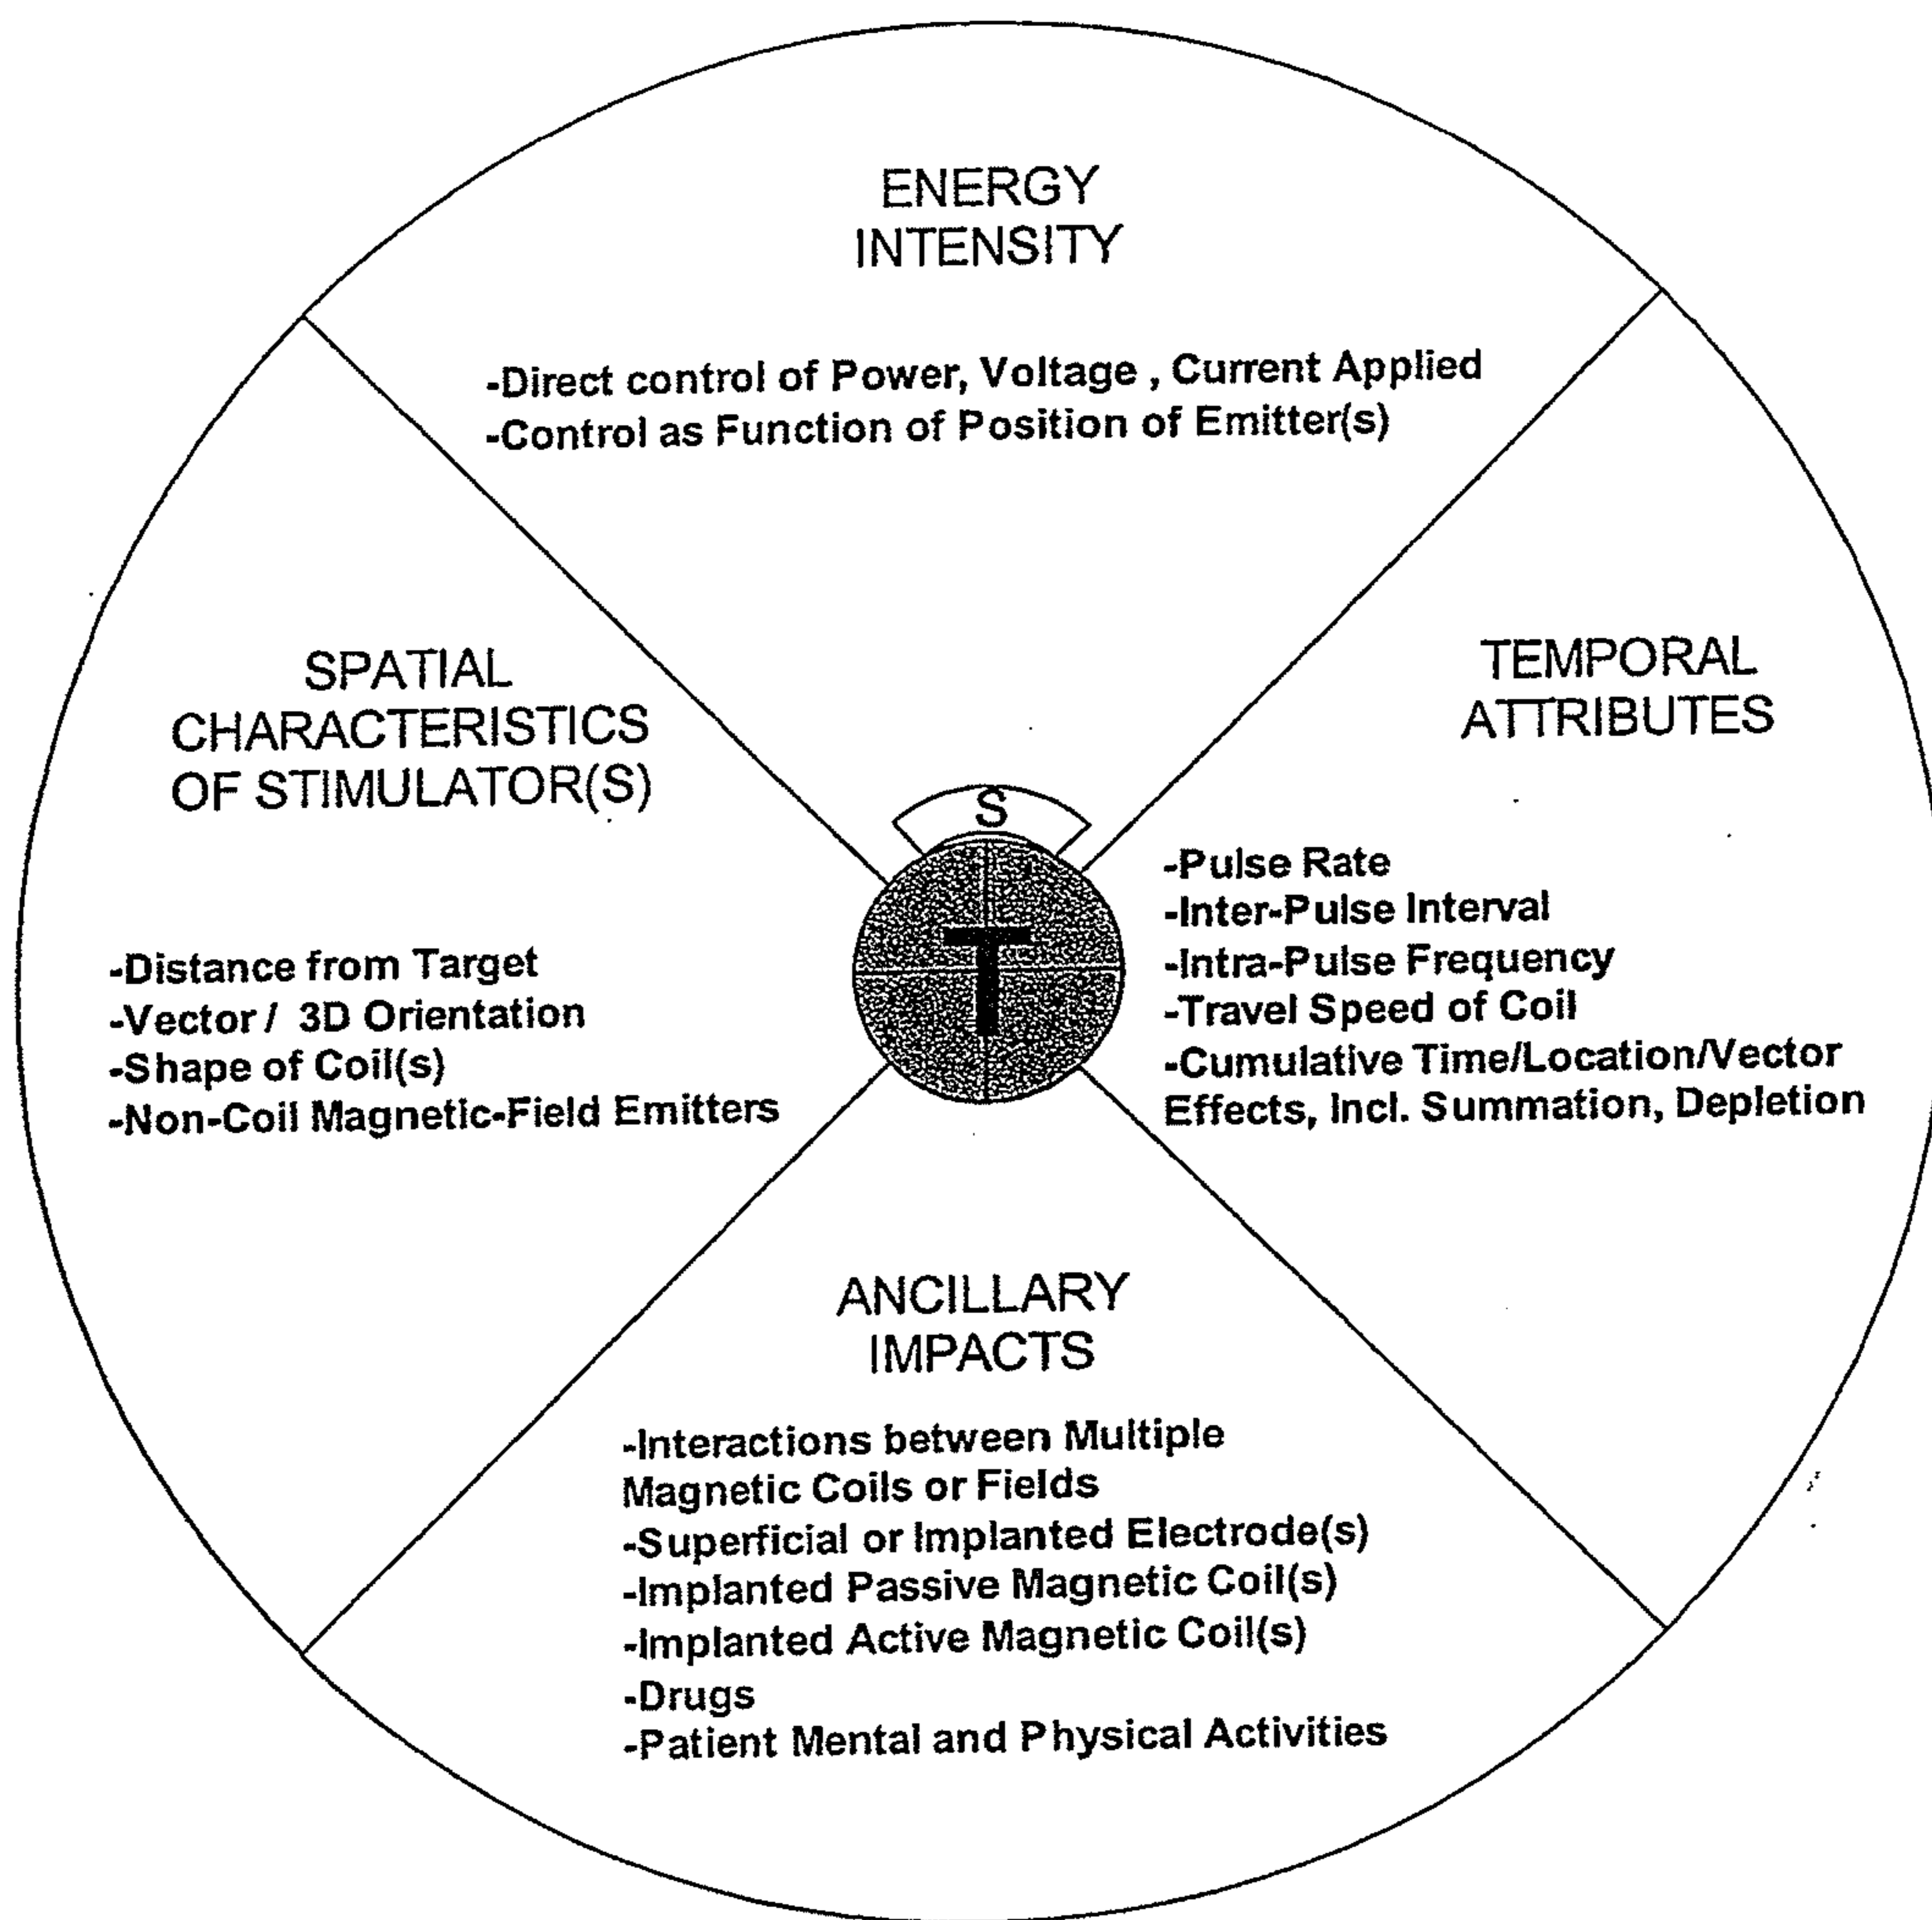 ENERGY
INTENSITY
-Direct control of Power, Voltage , Current Applied
-Control as Function of Position of Emitter(s)
SPATIAL
CHARACTERISTICS
OF STIMULATOR(S)
-Distance from Target
-Vector / 3D Orientation
-Shape of Coil(s)
-Non-Coil Magnetic-Field Emitters
S
T
TEMPORAL
ATTRIBUTES
-Pulse Rate
-Inter-Pulse Interval
-Intra-Pulse Frequency
-Travel Speed of Coil
-Cumulative Time/Location/Vector
Effects, Incl. Summation, Depletion
ANCILLARY
IMPACTS
-Interactions between Multiple
Magnetic Coils or Fields
-Superficial or Implanted Electrode(s)
-Implanted Passive Magnetic Coil(s)
-Implanted Active Magnetic Coil(s)
-Drugs
-Patient Mental and Physical Activities